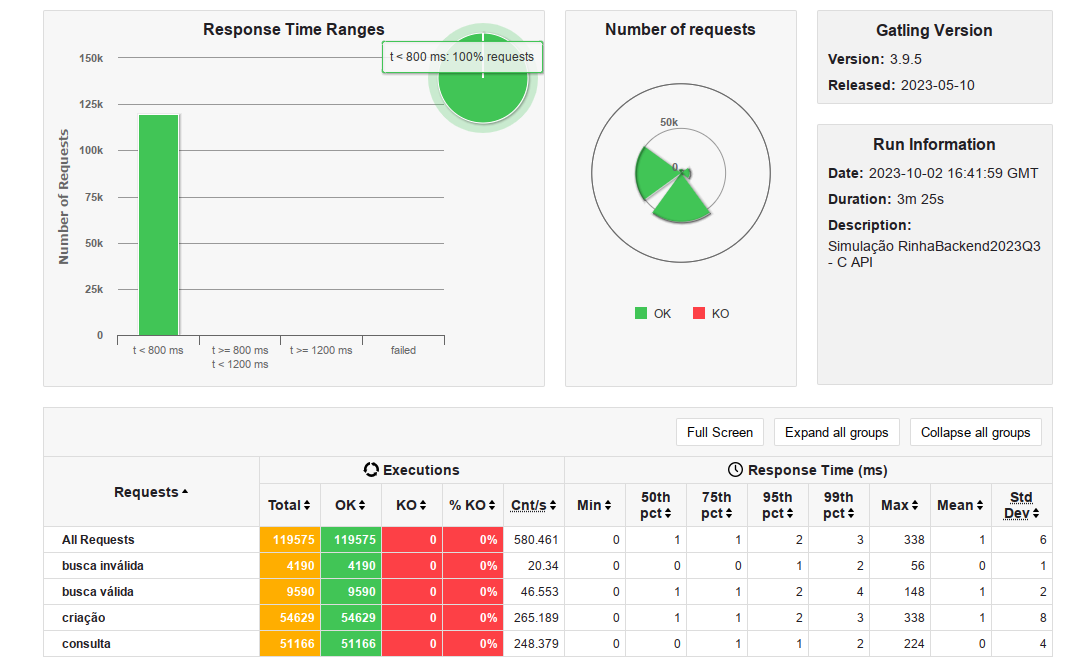 Response Time Ranges
t < 800 ms: 100% requests
150k
125k
100k
75k
50k
25k
0
Number of Requests
t < 800 ms
t >= 800 ms
t < 1200 ms
t >= 1200 ms
failed
Number of requests
50k
0
OK KO
Gatling Version
Version: 3.9.5
Released: 2023-05-10
Run Information
Date: 2023-10-02 16:41:59 GMT
Duration: 3m 25s
Description:
Simulação RinhaBackend2023Q3
- C API
Full Screen Expand all groups Collapse all groups
Requests Executions Response Time (ms)
Total OK KO % KO Cnt/s Min 50th pct 75th pct 95th pct 99th pct Max Mean Std Dev
All Requests 119575 119575 0 0% 580.461 0 1 1 2 3 338 1 6
busca inválida 4190 4190 0 0% 20.34 0 0 0 1 2 56 0 1
busca válida 9590 9590 0 0% 46.553 0 1 1 2 4 148 1 2
criação 54629 54629 0 0% 265.189 0 1 1 2 3 338 1 8
consulta 51166 51166 0 0% 248.379 0 0 1 1 2 224 0 4